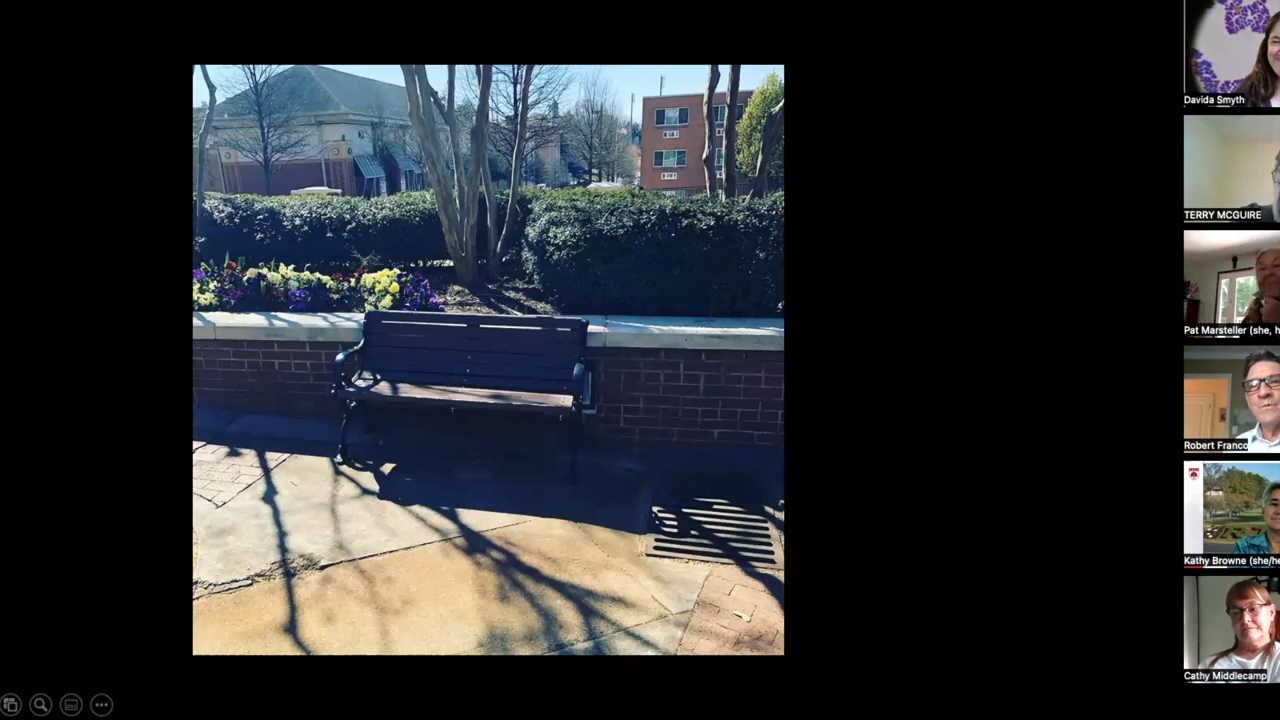 Davida Smyth
TERRY MCGUIRE
Pat Marsteller (she, h
Robert Franco
Kathy Browne (she/he
Cathy Middlecamp